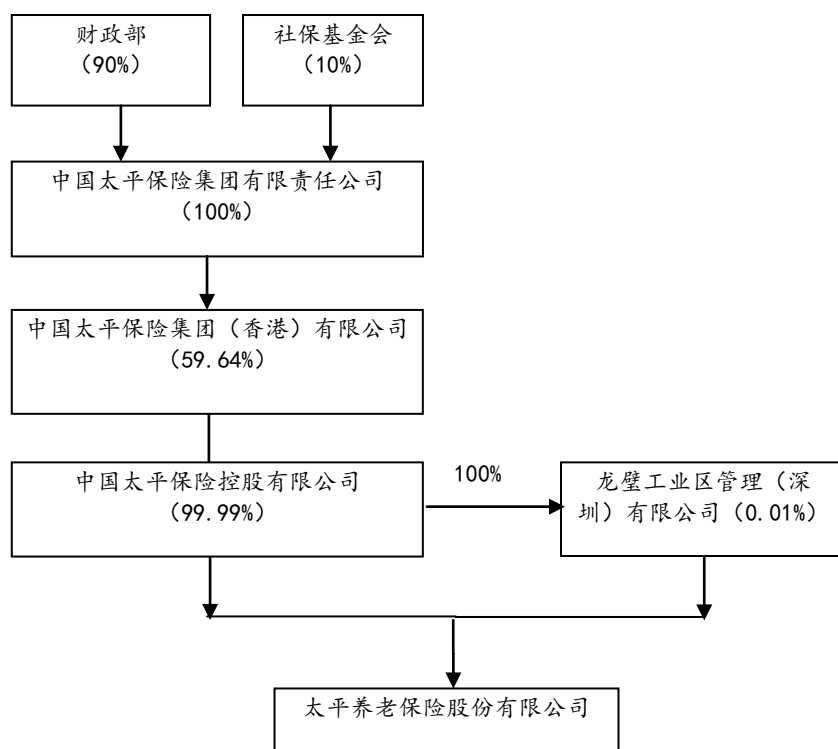 财政部
（90%）
社保基金会
（10%）
中国太平保险集团有限责任公司
（100%）
中国太平保险集团（香港）有限公司
（59.64%）
中国太平保险控股有限公司
（99.99%）
100%
龙璧工业区管理（深
圳）有限公司（0.01%）
太平养老保险股份有限公司